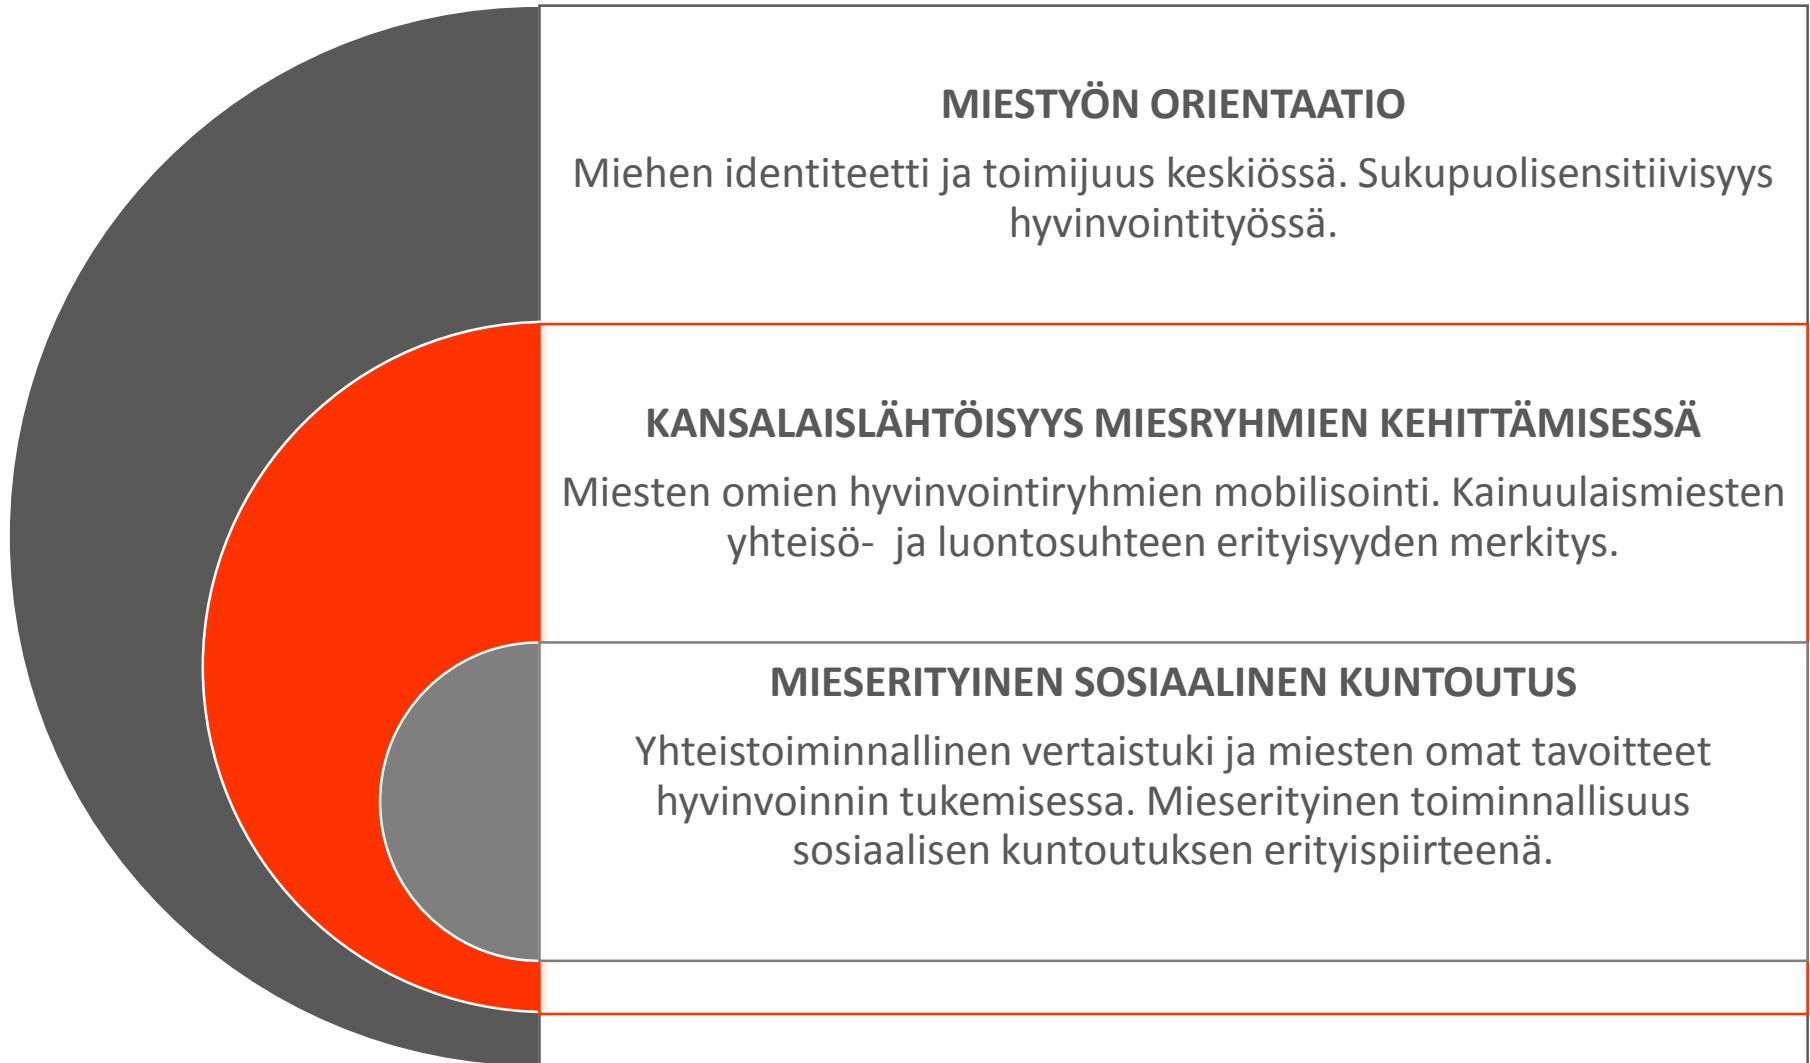 MIESTYÖN ORIENTAATIO
Miehen identiteetti ja toimijuus keskiössä. Sukupuolisensitiivisyys
hyvinvointityössä.
KANSALAISLÄHTÖISYYS MIESRYHMIEN KEHITTÄMISESSÄ
Miesten omien hyvinvointiryhmien mobilisointi. Kainuulaismiesten
yhteisö- ja luontosuhteen erityisyyden merkitys.
MIESERITYINEN SOSIAALINEN KUNTOUTUS
Yhteistoiminnallinen vertaistuki ja miesten omat tavoitteet
hyvinvoinnin tukemisessa. Mieserityinen toiminnallisuus
sosiaalisen kuntoutuksen erityispiirteenä.